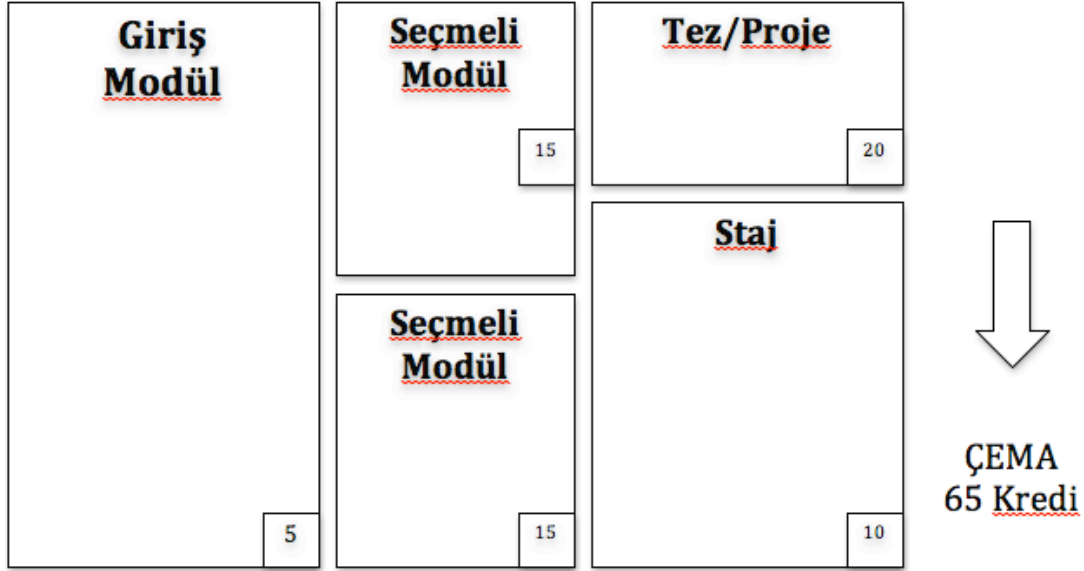 Giriş
Modül
5
Seçmeli
Modül
15
Seçmeli
Modül
15
Tez/Proje
20
Staj
10
ÇEMA
65 Kredi